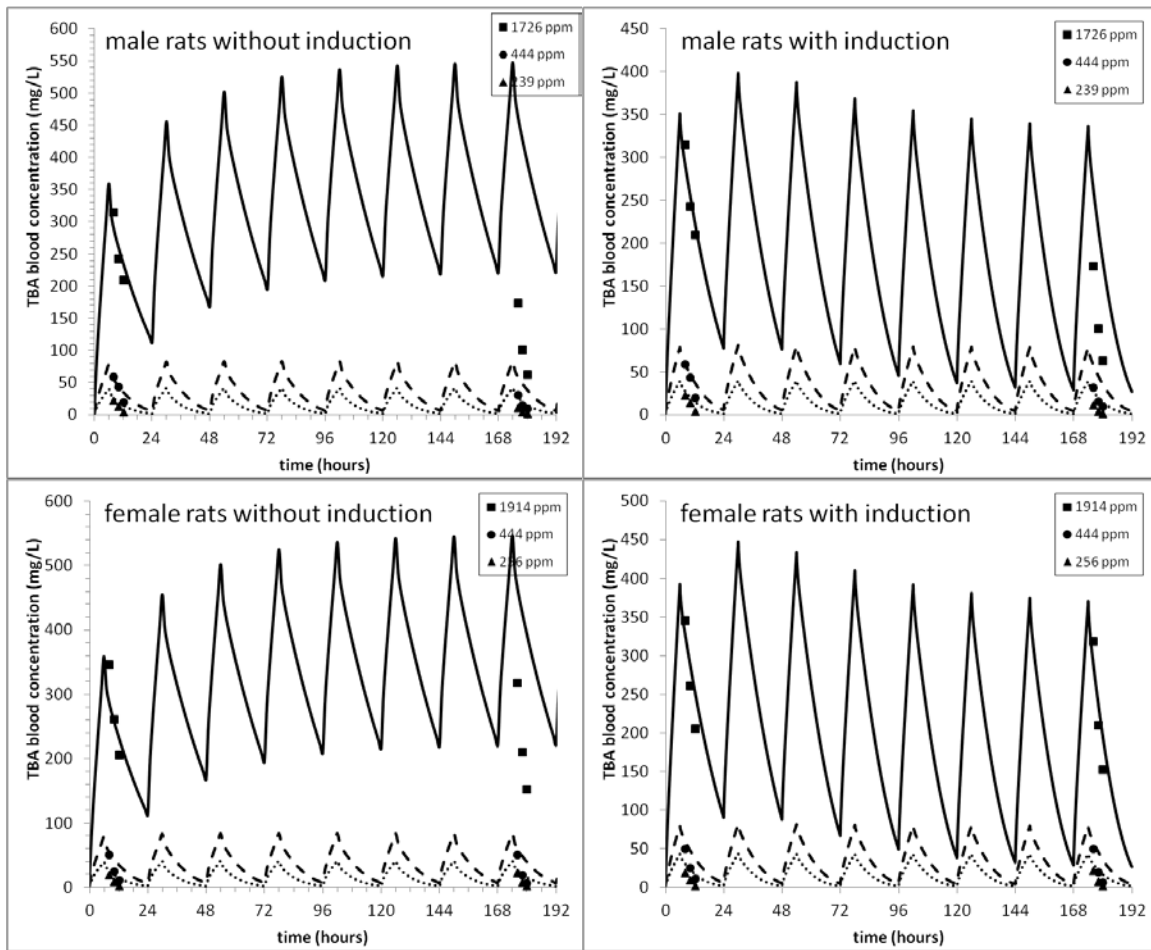 male rats without induction
1726 ppm
444 ppm
239 ppm
TBA blood concentration (mg/L)
600
550
500
450
400
350
300
250
200
150
100
50
0
0 24 48 72 96 120 144 168 192
time (hours)
male rats with induction
1726 ppm
444 ppm
239 ppm
TBA blood concentration (mg/L)
450
400
350
300
250
200
150
100
50
0
0 24 48 72 96 120 144 168 192
time (hours)
female rats without induction
1914 ppm
444 ppm
256 ppm
TBA blood concentration (mg/L)
600
500
400
300
200
100
0
0 24 48 72 96 120 144 168 192
time (hours)
female rats with induction
1914 ppm
444 ppm
256 ppm
TBA blood concentration (mg/L)
500
450
400
350
300
250
200
150
100
50
0
0 24 48 72 96 120 144 168 192
time (hours)